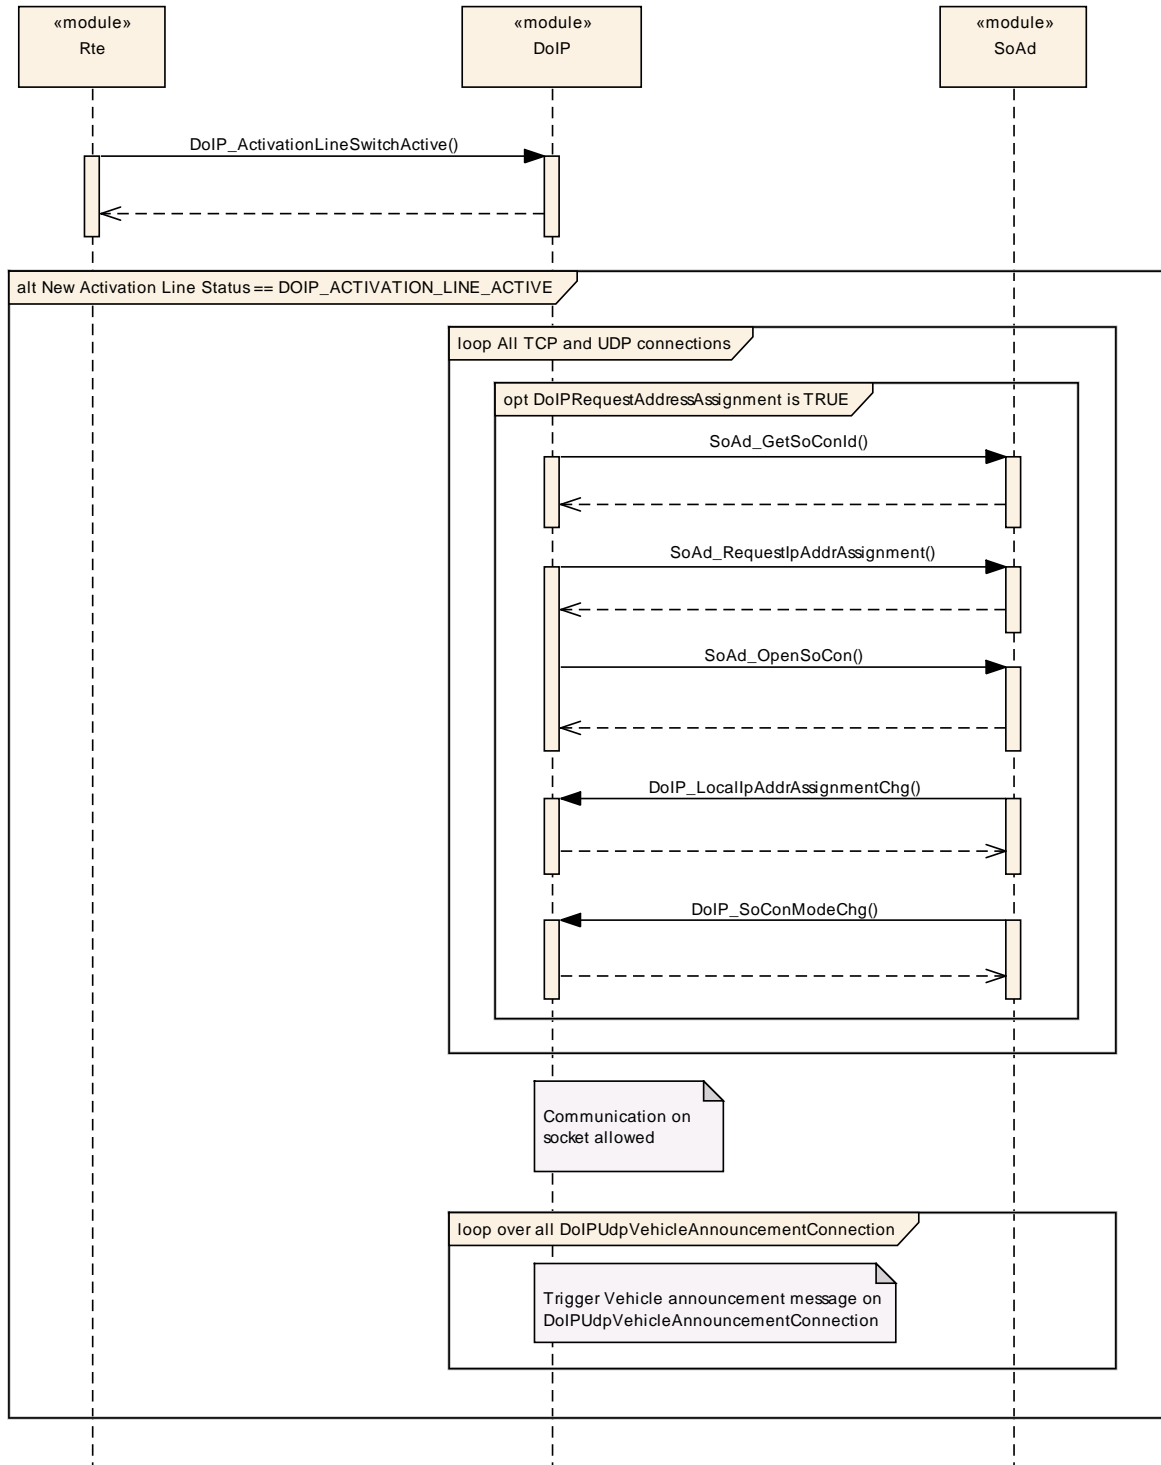 «module»
Rte
«module»
DoIP
«module»
SoAd
DoIP_ActivationLineSwitchActive()
alt New Activation Line Status == DOIP_ACTIVATION_LINE_ACTIVE
loop All TCP and UDP connections
opt DoIPRequestAddressAssignment is TRUE
SoAd_GetSoConId()
SoAd_RequestIpAddrAssignment()
SoAd_OpenSoCon()
DoIP_LocalIpAddrAssignmentChg()
DoIP_SoConModeChg()
Communication on
socket allowed
loop over all DoIPUdpVehicleAnnouncementConnection
Trigger Vehicle announcement message on
DoIPUdpVehicleAnnouncementConnection